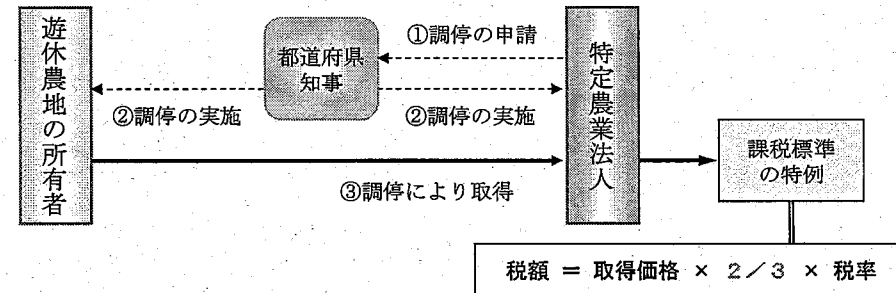 遊休農地の所有者
都道府県
知事
①調停の申請
②調停の実施
②調停の実施
③調停により取得
特定農業法人
課税標準
の特例
税額 = 取得価格 × 2/3 × 税率